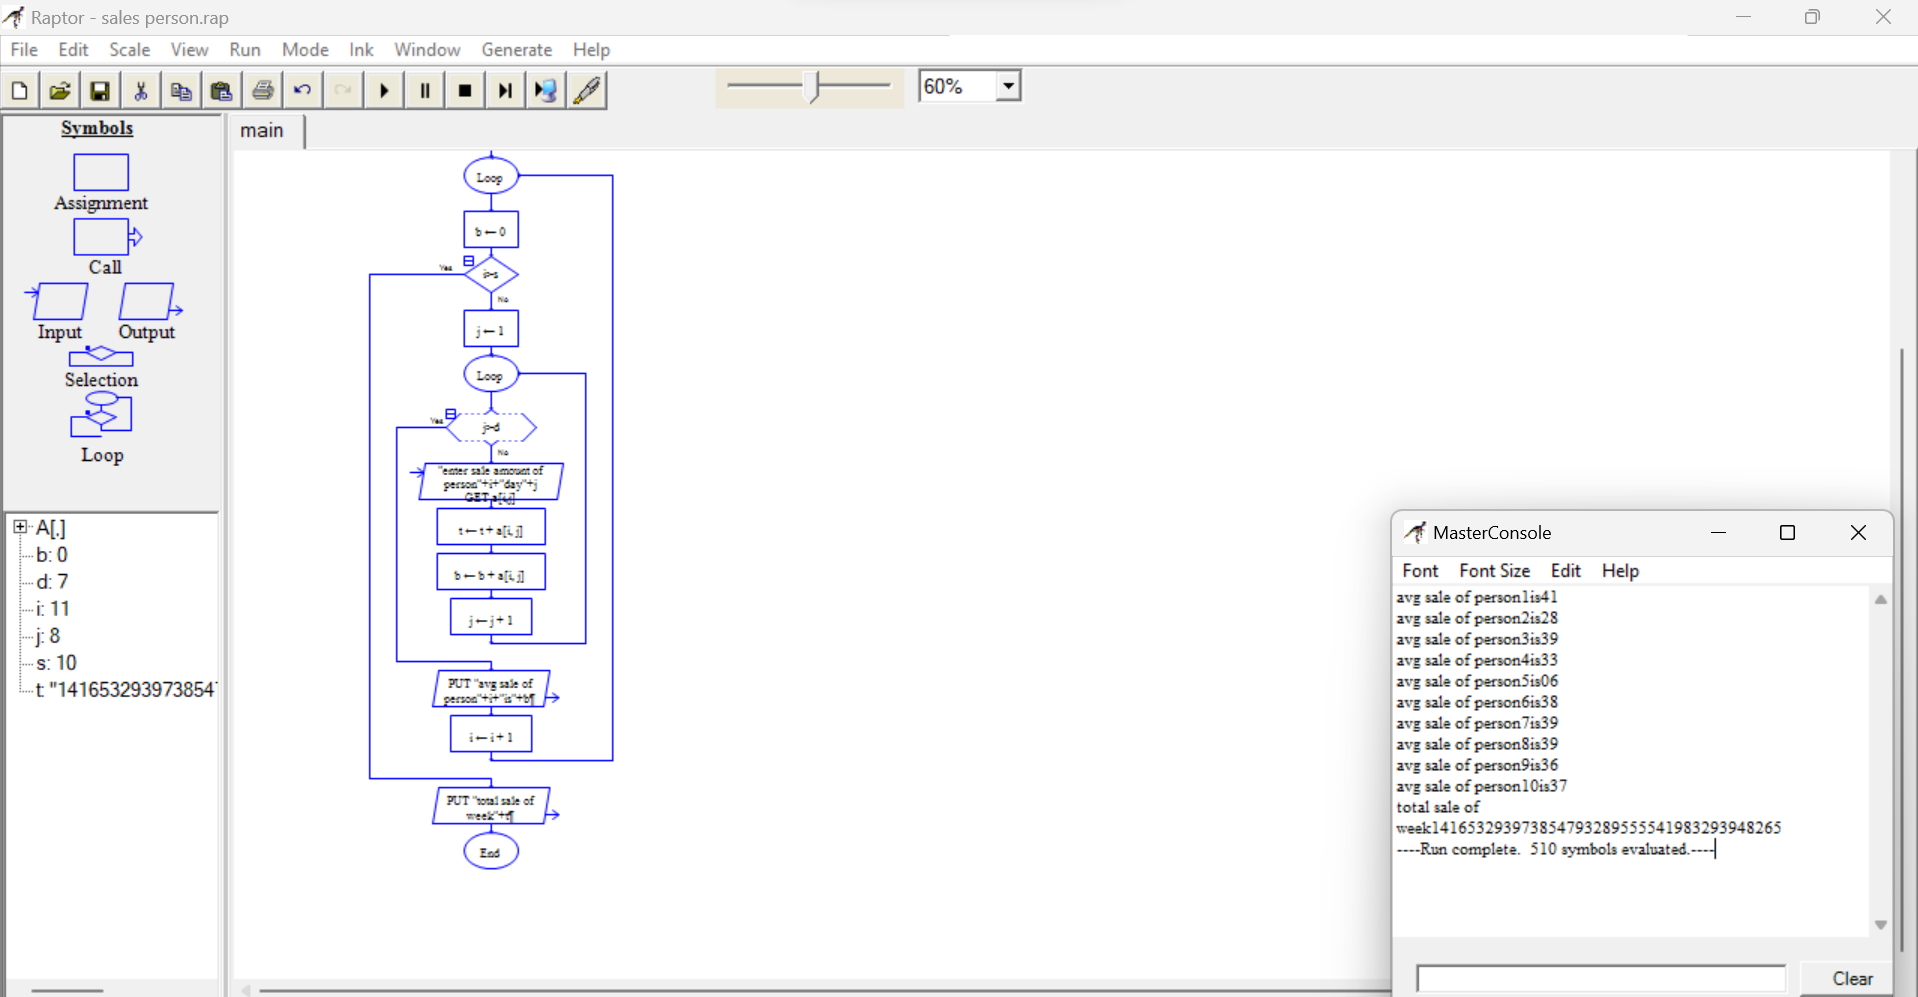 Raptor - sales person.rap
File Edit Scale View Run Mode Ink Window Generate Help
60%
Symbols
Assignment
Call
Input Output
Selection
Loop
A[,]
b: 0
d: 7
i: 11
j: 8
s: 10
t: "141653293973854
main
Loop
b ← 0
Yes
i>s
No
j ← 1
Loop
Yes
j>d
No
"enter sale amount of
person"+i+"day"+j
GET a[i,j]
t ← t + a[i, j]
b ← b + a[i, j]
j ← j + 1
PUT "avg sale of
person"+i+"is"+b¶
i ← i + 1
PUT "total sale of
week"+t¶
End
MasterConsole
Font Font Size Edit Help
avg sale of person1is41
avg sale of person2is28
avg sale of person3is39
avg sale of person4is33
avg sale of person5is06
avg sale of person6is38
avg sale of person7is39
avg sale of person8is39
avg sale of person9is36
avg sale of person10is37
total sale of
week141653293973854793289555541983293948265
----Run complete.  510 symbols evaluated.----
Clear